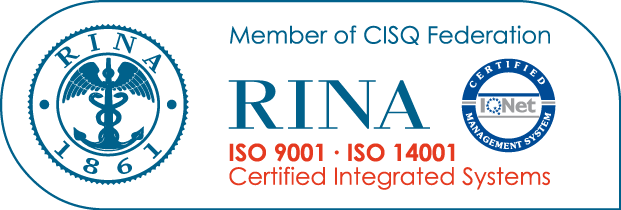 RINA
1861
Member of CISQ Federation
RINA
ISO 9001 · ISO 14001
Certified Integrated Systems
CERTIFIED
IQNet
MANAGEMENT SYSTEM